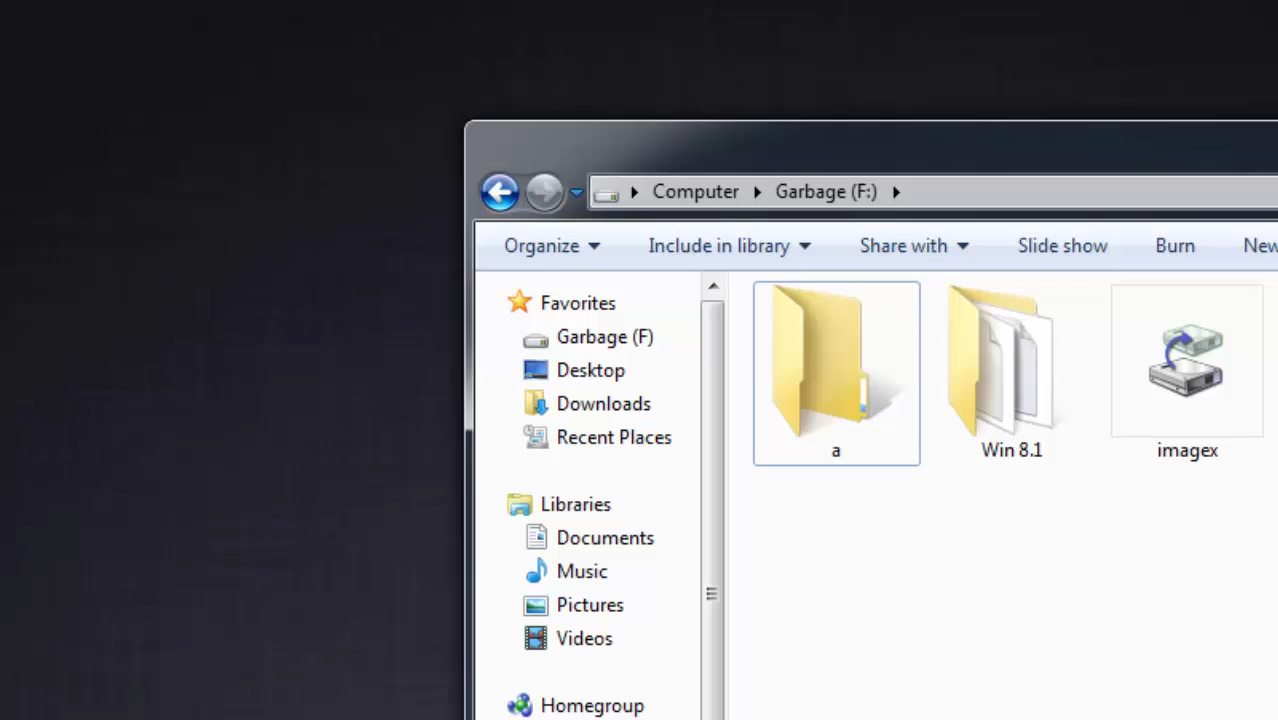 Computer Garbage (F:)
Organize Include in library Share with Slide show Burn New
Favorites
Garbage (F)
Desktop
Downloads
Recent Places
Libraries
Documents
Music
Pictures
Videos
Homegroup
a Win 8.1 imagex